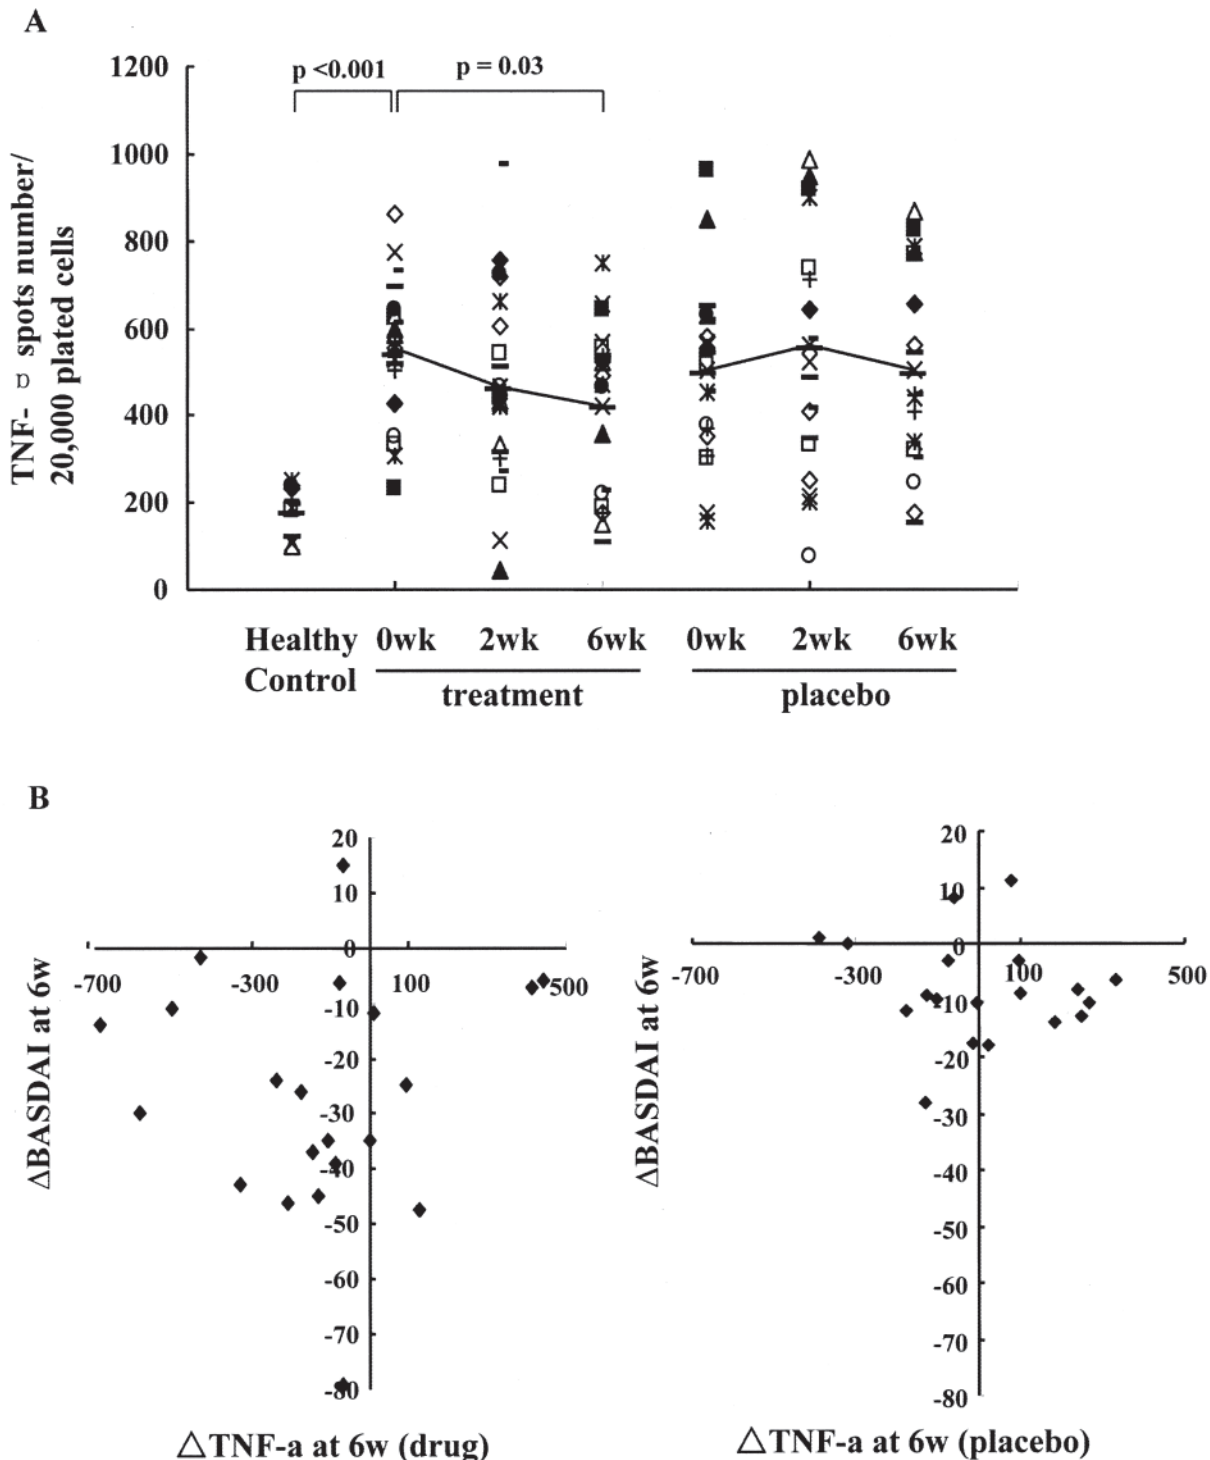 A
1200
1000
800
600
400
200
0
TNF- α spots number/
20,000 plated cells
p <0.001
p = 0.03
Healthy
Control
0wk
2wk
6wk
0wk
2wk
6wk
treatment
placebo
B
20
10
0
-10
-20
-30
-40
-50
-60
-70
-80
-700
-300
100
500
ΔBASDAI at 6w
△TNF-a at 6w (drug)
20
10
0
-10
-20
-30
-40
-50
-60
-70
-80
-700
-300
100
500
ΔBASDAI at 6w
△TNF-a at 6w (placebo)